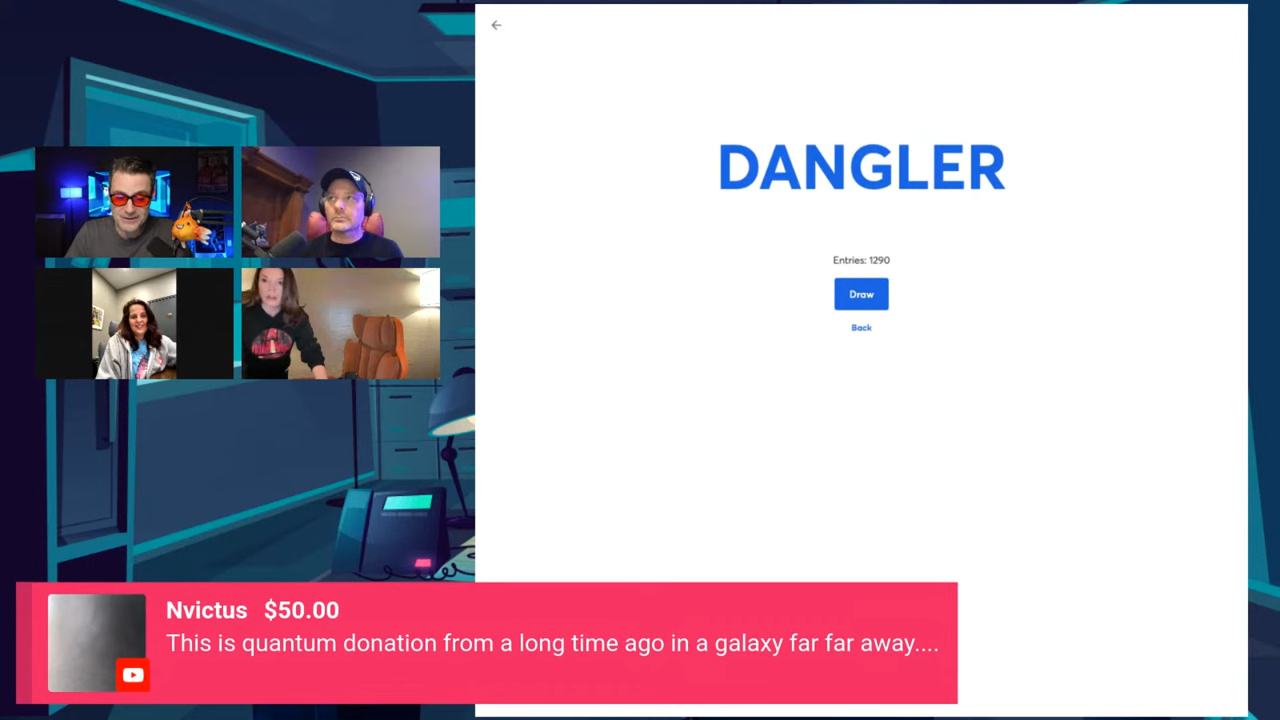 DANGLER
Entries: 1290
Draw
Back
Nvictus $50.00
This is quantum donation from a long time ago in a galaxy far far away....